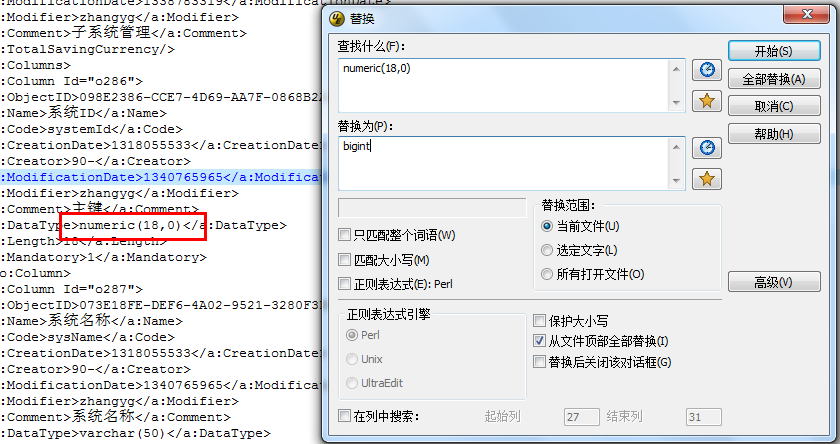 :ModificationDate>1338783319</a:ModificationDate>
:Modifier>zhangyg</a:Modifier>
:Comment>子系统管理</a:Comment>
:TotalSavingCurrency/>
:Columns>
:Column Id="o286">
:ObjectID>098E2386-CCE7-4D69-AA7F-0868B22
:Name>系统ID</a:Name>
:Code>systemId</a:Code>
:CreationDate>1318055533</a:CreationDate>
:Creator>90-</a:Creator>
:ModificationDate>1340765965</a:Modificat
:Modifier>zhangyg</a:Modifier>
:Comment>主键</a:Comment>
:DataType>numeric(18,0)</a:DataType>
:Length>18</a:Length>
:Mandatory>1</a:Mandatory>
o:Column>
:Column Id="o287">
:ObjectID>073E18FE-DEF6-4A02-9521-3280F3
:Name>系统名称</a:Name>
:Code>sysName</a:Code>
:CreationDate>1318055533</a:CreationDate>
:Creator>90-</a:Creator>
:ModificationDate>1340765965</a:Modificat
:Modifier>zhangyg</a:Modifier>
:Comment>系统名称</a:Comment>
:DataType>varchar(50)</a:DataType>
替换
查找什么(F):
numeric(18,0)
替换为(P):
bigint
只匹配整个词语(W)
匹配大小写(M)
正则表达式(E): Perl
替换范围:
当前文件(U)
选定文字(L)
所有打开文件(O)
正则表达式引擎
Perl
Unix
UltraEdit
保护大小写
从文件顶部全部替换(I)
替换后关闭该对话框(G)
在列中搜索:
起始列
27
结束列
31
开始(S)
全部替换(A)
取消(C)
帮助(H)
高级(V)